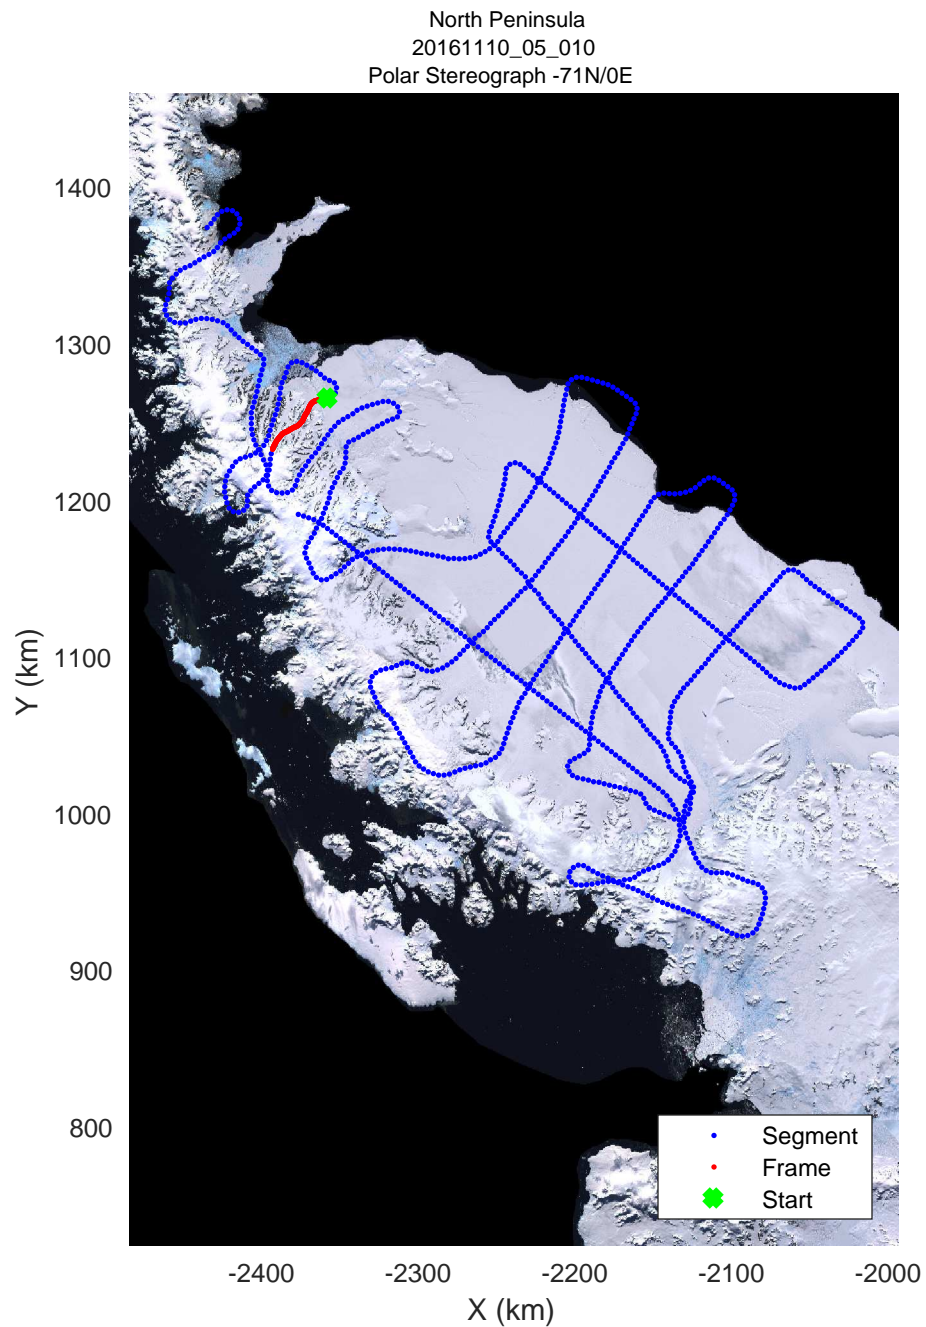 North Peninsula
20161110_05_010
Polar Stereograph -71N/0E
1400
1300
1200
1100
1000
900
800
Y (km)
Segment
Frame
Start
-2400
-2300
-2200
-2100
-2000
X (km)